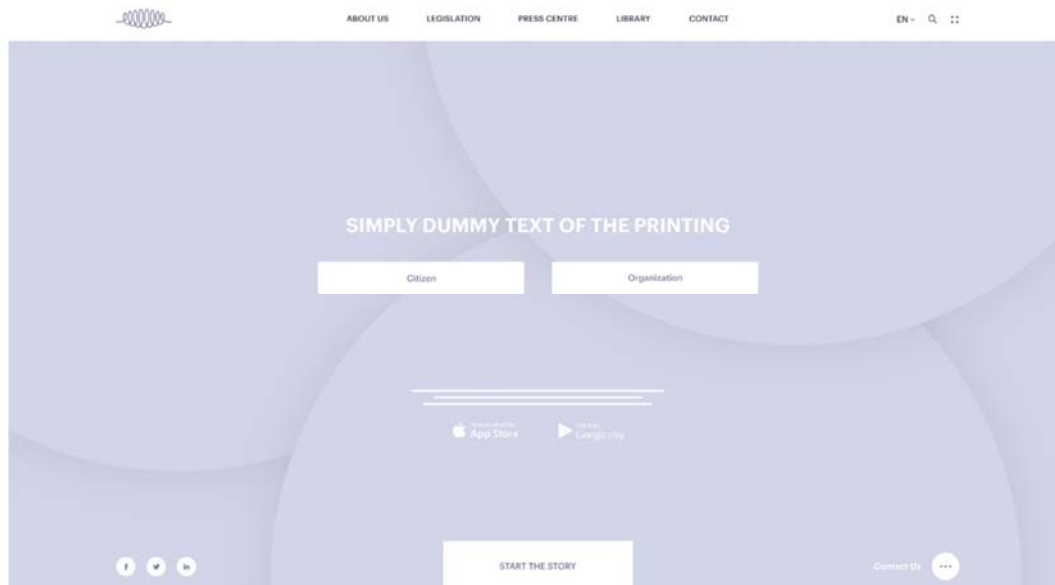 ABOUT US LEGISLATION PRESS CENTRE LIBRARY CONTACT EN
SIMPLY DUMMY TEXT OF THE PRINTING
Citizen Organization
App Store Google play
START THE STORY
Contact Us